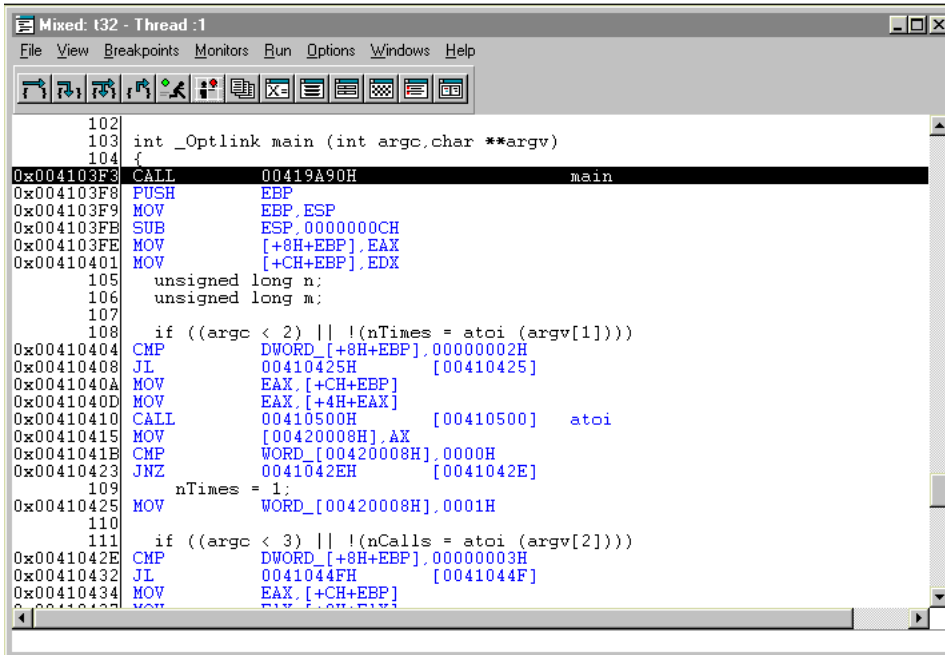 Mixed: t32 - Thread :1
File View Breakpoints Monitors Run Options Windows Help
102
103 int _Optlink main (int argc,char **argv)
104 {
0x004103F3 CALL 00419A90H main
0x004103F8 PUSH EBP
0x004103F9 MOV EBP,ESP
0x004103FB SUB ESP,0000000CH
0x004103FE MOV [+8H+EBP],EAX
0x00410401 MOV [+CH+EBP],EDX
105 unsigned long n;
106 unsigned long m;
107
108 if ((argc < 2) || !(nTimes = atoi (argv[1])))
0x00410404 CMP DWORD_[+8H+EBP],00000002H
0x00410408 JL 00410425H [00410425]
0x0041040A MOV EAX,[+CH+EBP]
0x0041040D MOV EAX,[+4H+EAX]
0x00410410 CALL 00410500H [00410500] atoi
0x00410415 MOV [00420008H],AX
0x0041041B CMP WORD_[00420008H],0000H
0x00410423 JNZ 0041042EH [0041042E]
109 nTimes = 1;
0x00410425 MOV WORD_[00420008H],0001H
110
111 if ((argc < 3) || !(nCalls = atoi (argv[2])))
0x0041042E CMP DWORD_[+8H+EBP],00000003H
0x00410432 JL 0041044FH [0041044F]
0x00410434 MOV EAX,[+CH+EBP]